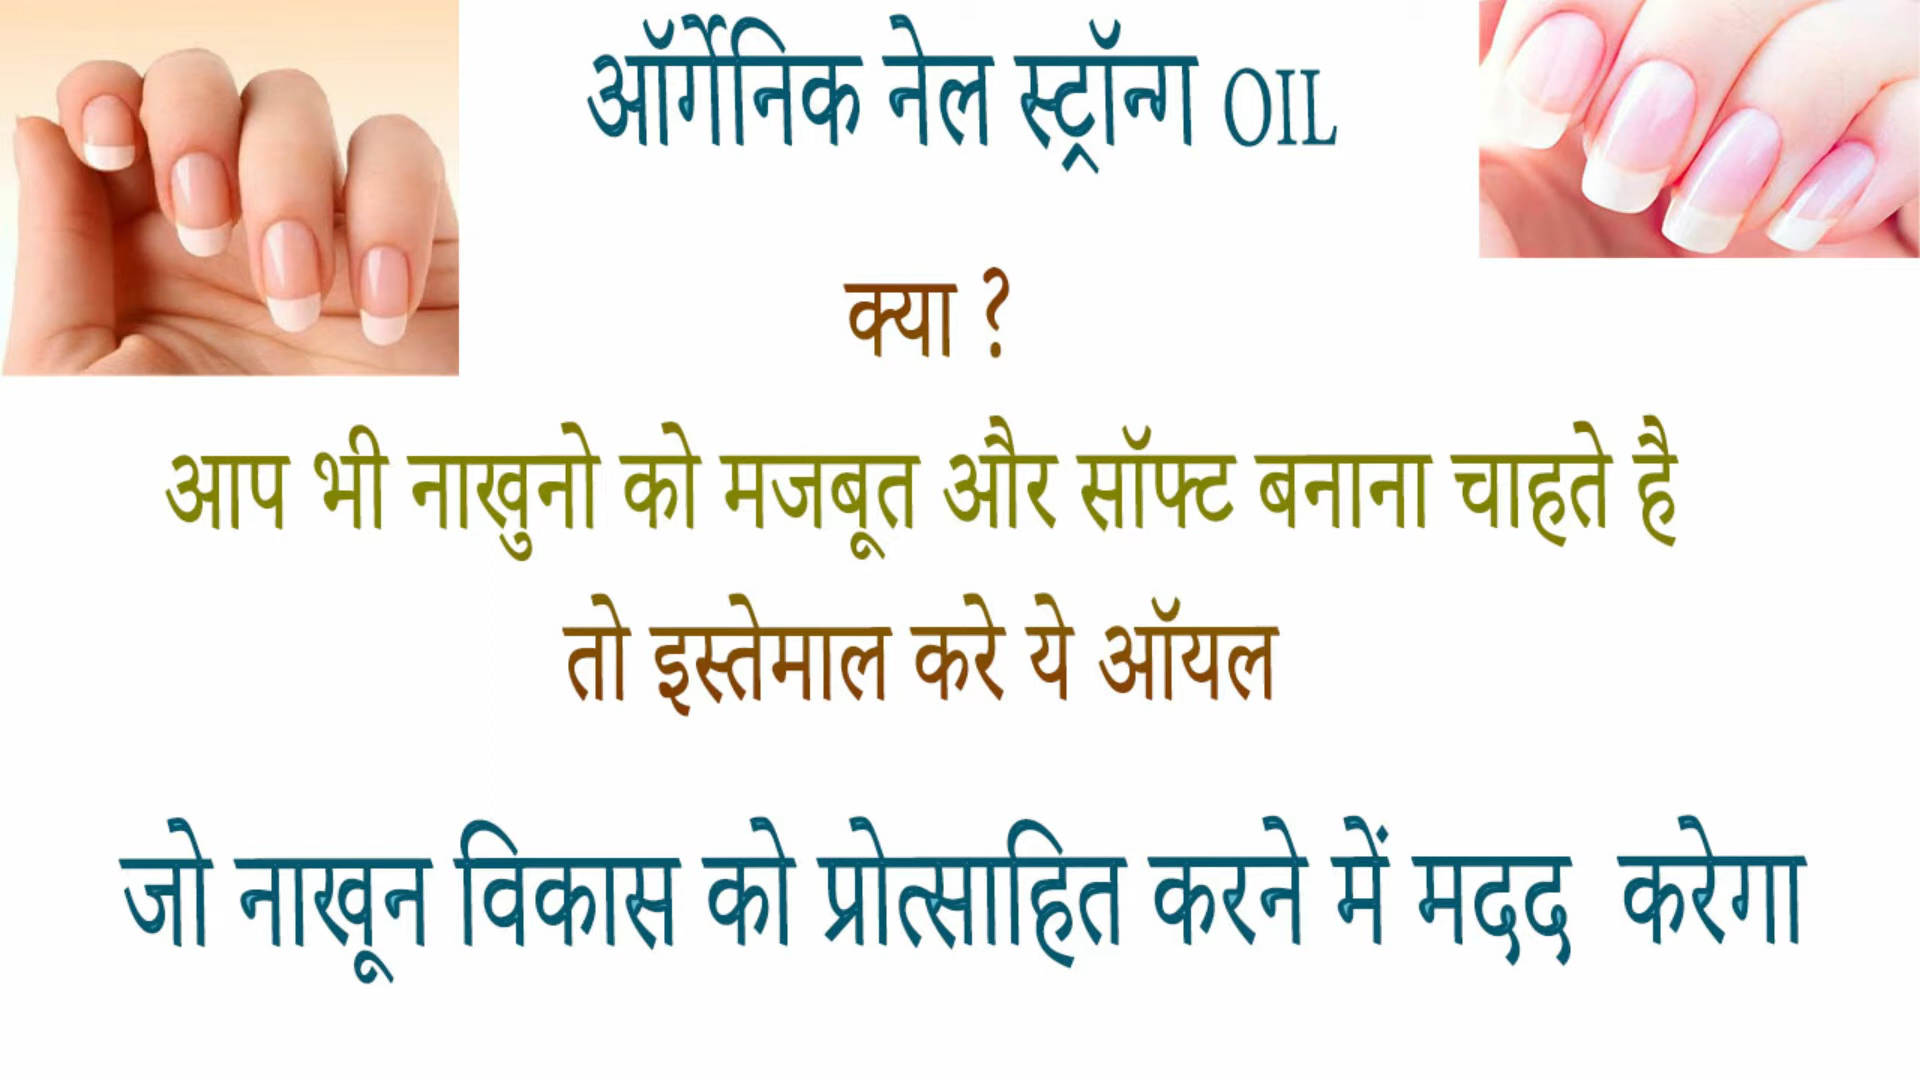 ऑर्गेनिक नेल स्ट्रॉन्ग OIL
क्या ?
आप भी नाखुनो को मजबूत और सॉफ्ट बनाना चाहते है
तो इस्तेमाल करे ये ऑयल
जो नाखून विकास को प्रोत्साहित करने में मदद करेगा